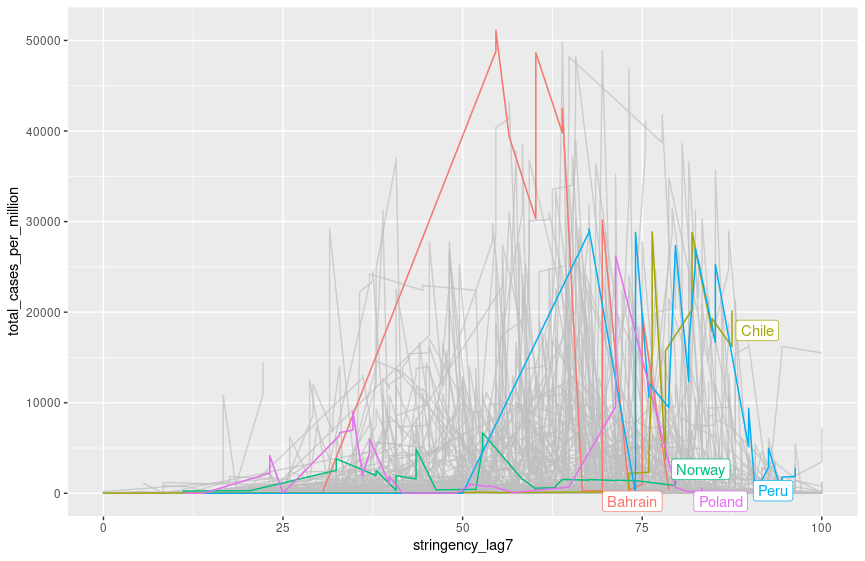 50000
40000
30000
20000
10000
0
total_cases_per_million
Chile
Norway
Peru
Bahrain
Poland
0
25
50
75
100
stringency_lag7